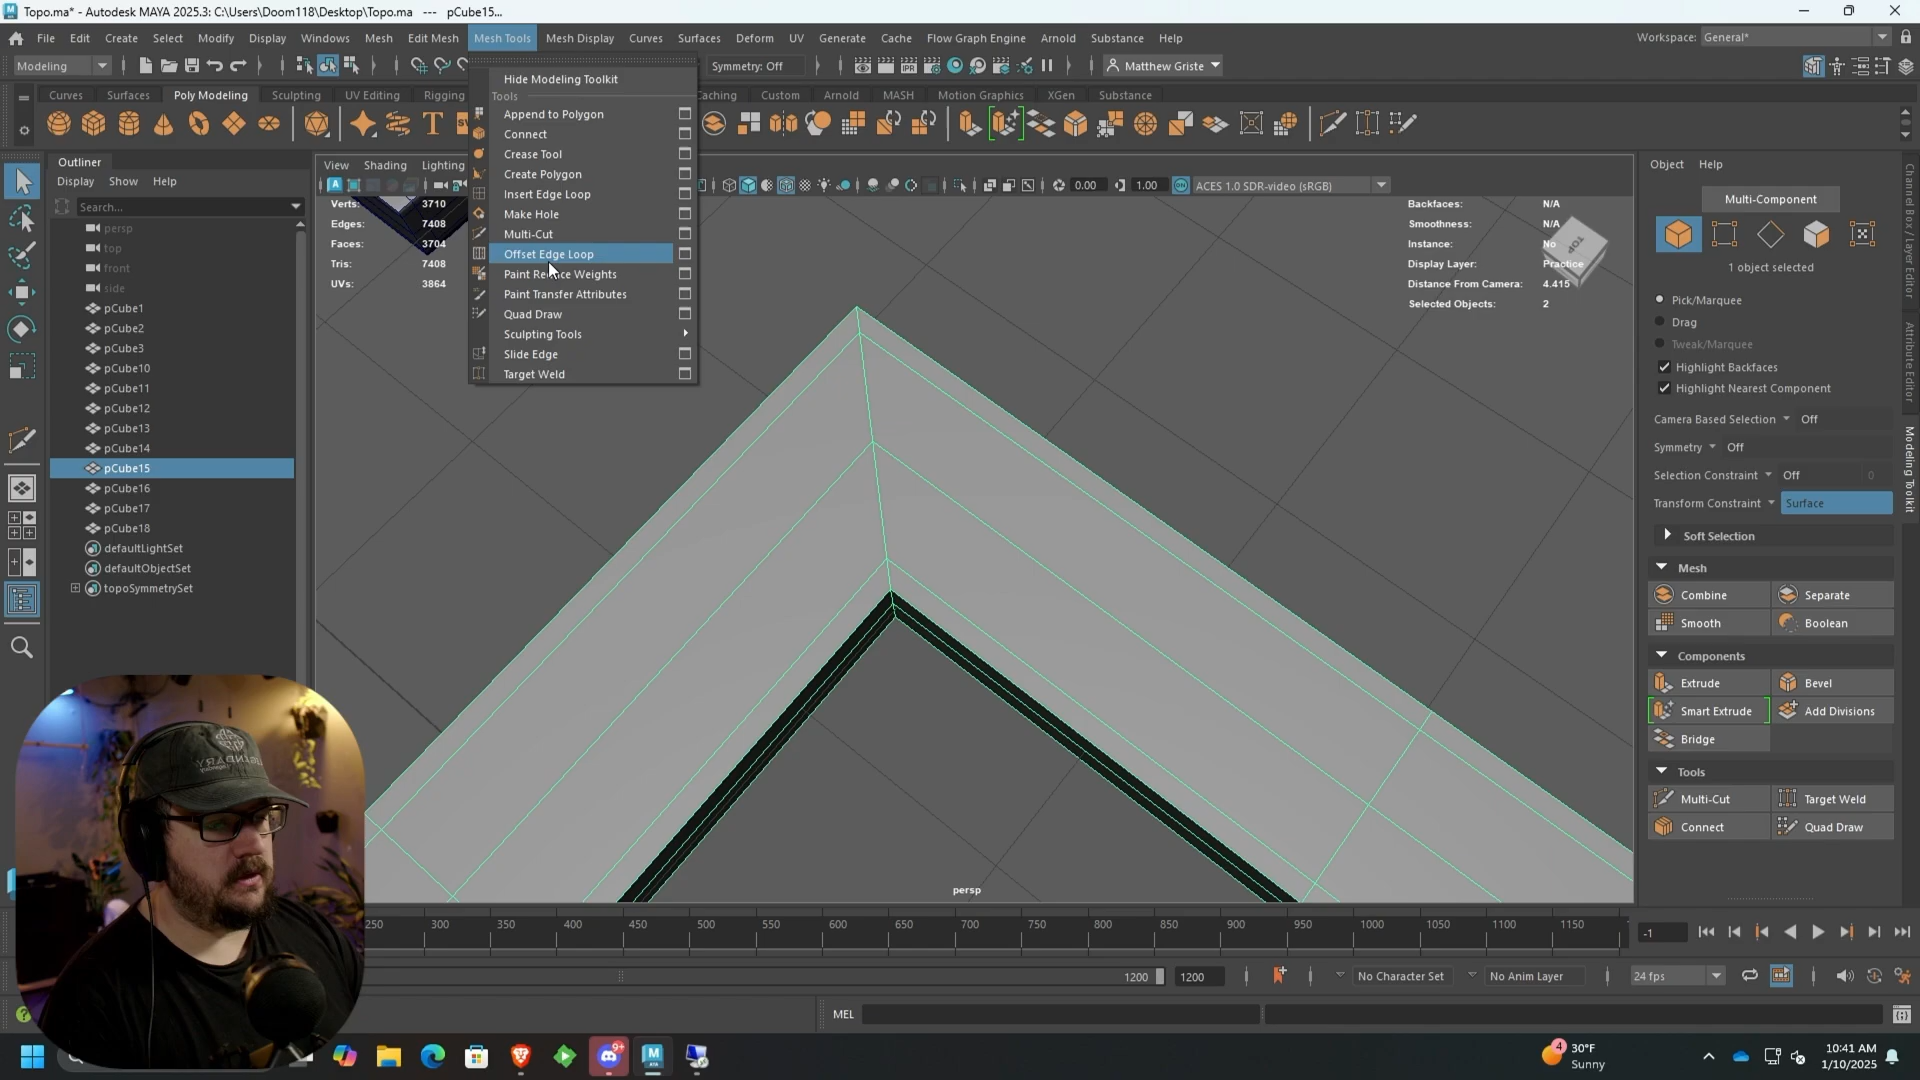 Topo.ma* - Autodesk MAYA 2025.3: C:\Users\Doom118\Desktop\Topo.ma   ---   pCube15...
File Edit Create Select Modify Display Windows Mesh Edit Mesh Mesh Tools Mesh Display Curves Surfaces Deform UV Generate Cache Flow Graph Engine Arnold Substance Help
Workspace: General*
Modeling
Symmetry: Off
Matthew Griste
Curves Surfaces Poly Modeling Sculpting UV Editing Rigging
Custom Arnold MASH Motion Graphics XGen Substance
Hide Modeling Toolkit
Tools
Append to Polygon
Connect
Crease Tool
Create Polygon
Insert Edge Loop
Make Hole
Multi-Cut
Offset Edge Loop
Paint Reduce Weights
Paint Transfer Attributes
Quad Draw
Sculpting Tools
Slide Edge
Target Weld
Outliner
Display Show Help
Search...
persp
top
front
side
pCube1
pCube2
pCube3
pCube10
pCube11
pCube12
pCube13
pCube14
pCube15
pCube16
pCube17
pCube18
defaultLightSet
defaultObjectSet
topoSymmetrySet
View Shading Lighting
0.00 1.00 ACES 1.0 SDR-video (sRGB)
Verts: 3710
Edges: 7408
Faces: 3704
Tris: 7408
UVs: 3864
Backfaces: N/A
Smoothness: N/A
Instance: No
Display Layer: Practice
Distance From Camera: 4.415
Selected Objects: 2
TOP
persp
Object Help
Multi-Component
1 object selected
Pick/Marquee
Drag
Tweak/Marquee
Highlight Backfaces
Highlight Nearest Component
Camera Based Selection Off
Symmetry Off
Selection Constraint Off 0
Transform Constraint Surface
Soft Selection
Mesh
Combine Separate
Smooth Boolean
Components
Extrude Bevel
Smart Extrude Add Divisions
Bridge
Tools
Multi-Cut Target Weld
Connect Quad Draw
Channel Box / Layer Editor
Attribute Editor
Modeling Toolkit
250 300 350 400 450 500 550 600 650 700 750 800 850 900 950 1000 1050 1100 1150
-1
1200 1200
No Character Set No Anim Layer 24 fps
MEL
LEGENDARY
9+
4
30°F
Sunny
10:41 AM
1/10/2025